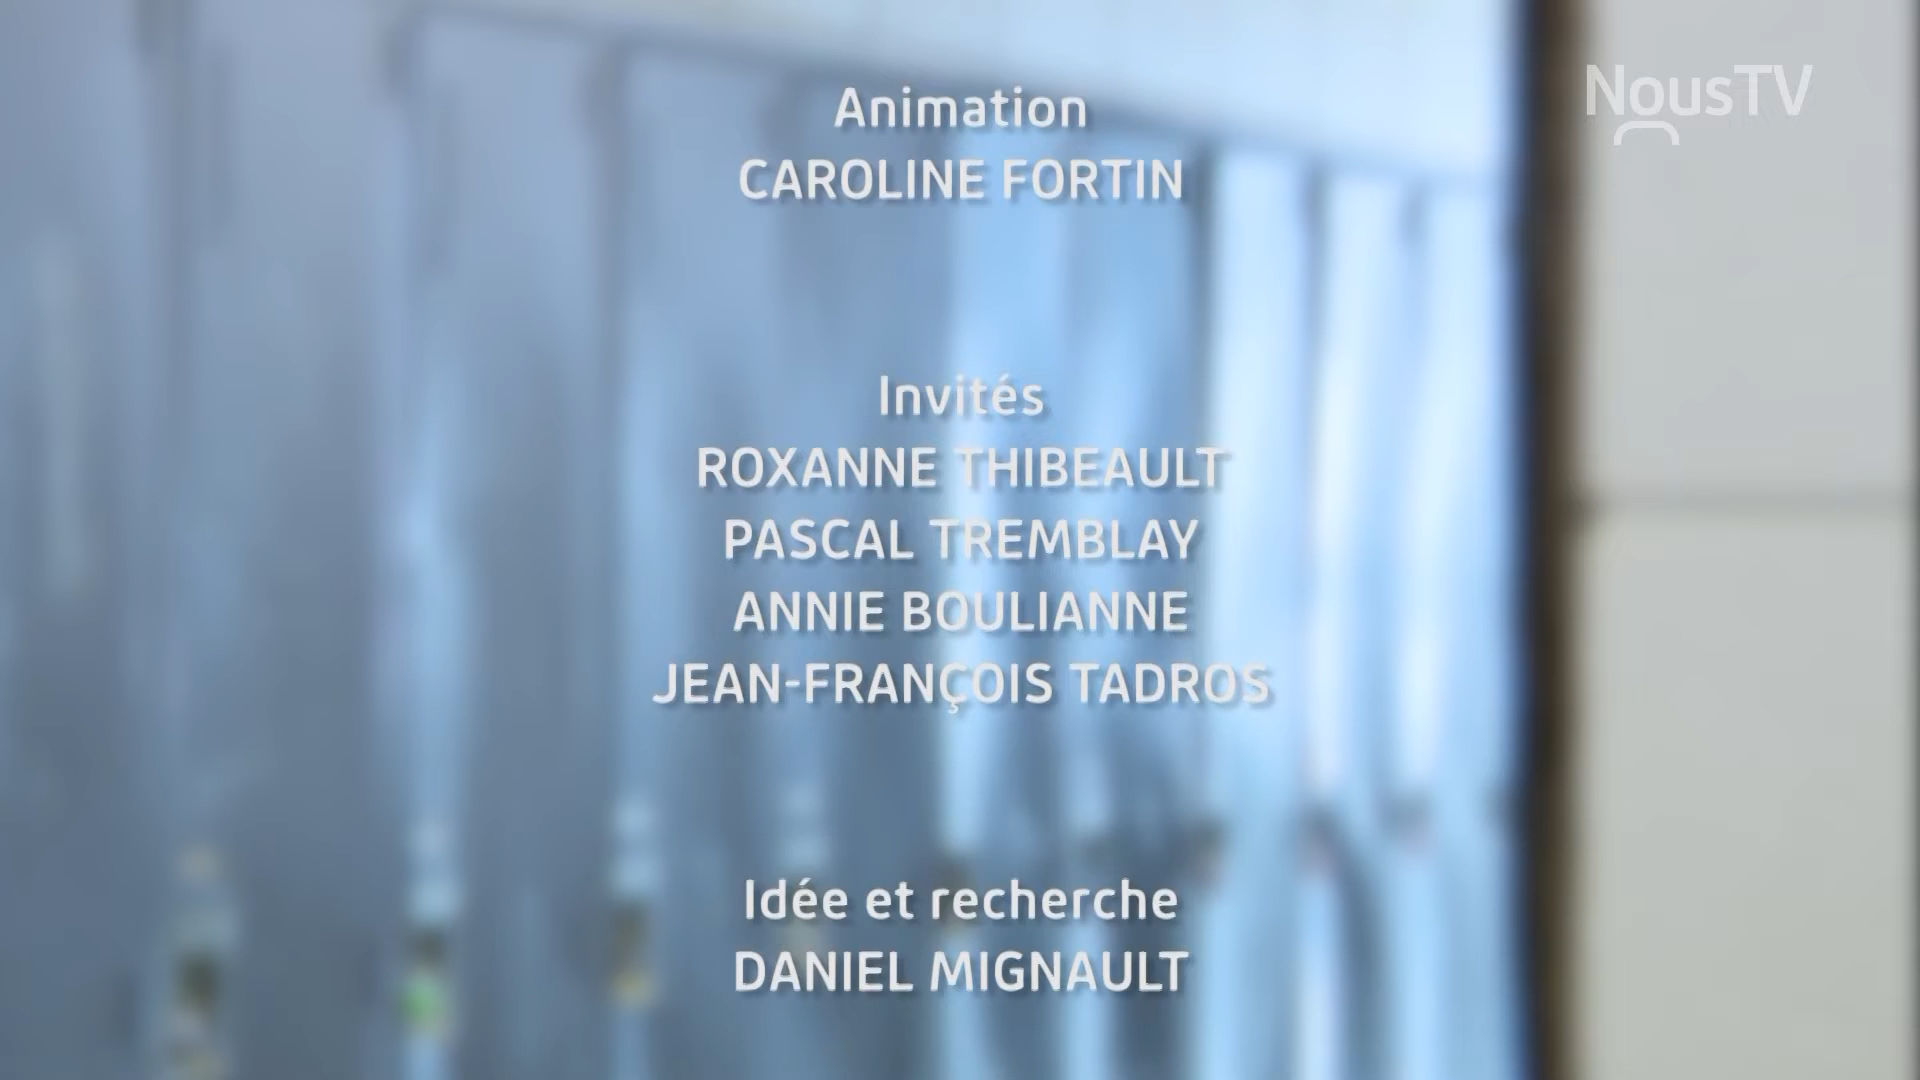 NousTV
Animation
CAROLINE FORTIN
Invités
ROXANNE THIBEAULT
PASCAL TREMBLAY
ANNIE BOULIANNE
JEAN-FRANÇOIS TADROS
Idée et recherche
DANIEL MIGNAULT